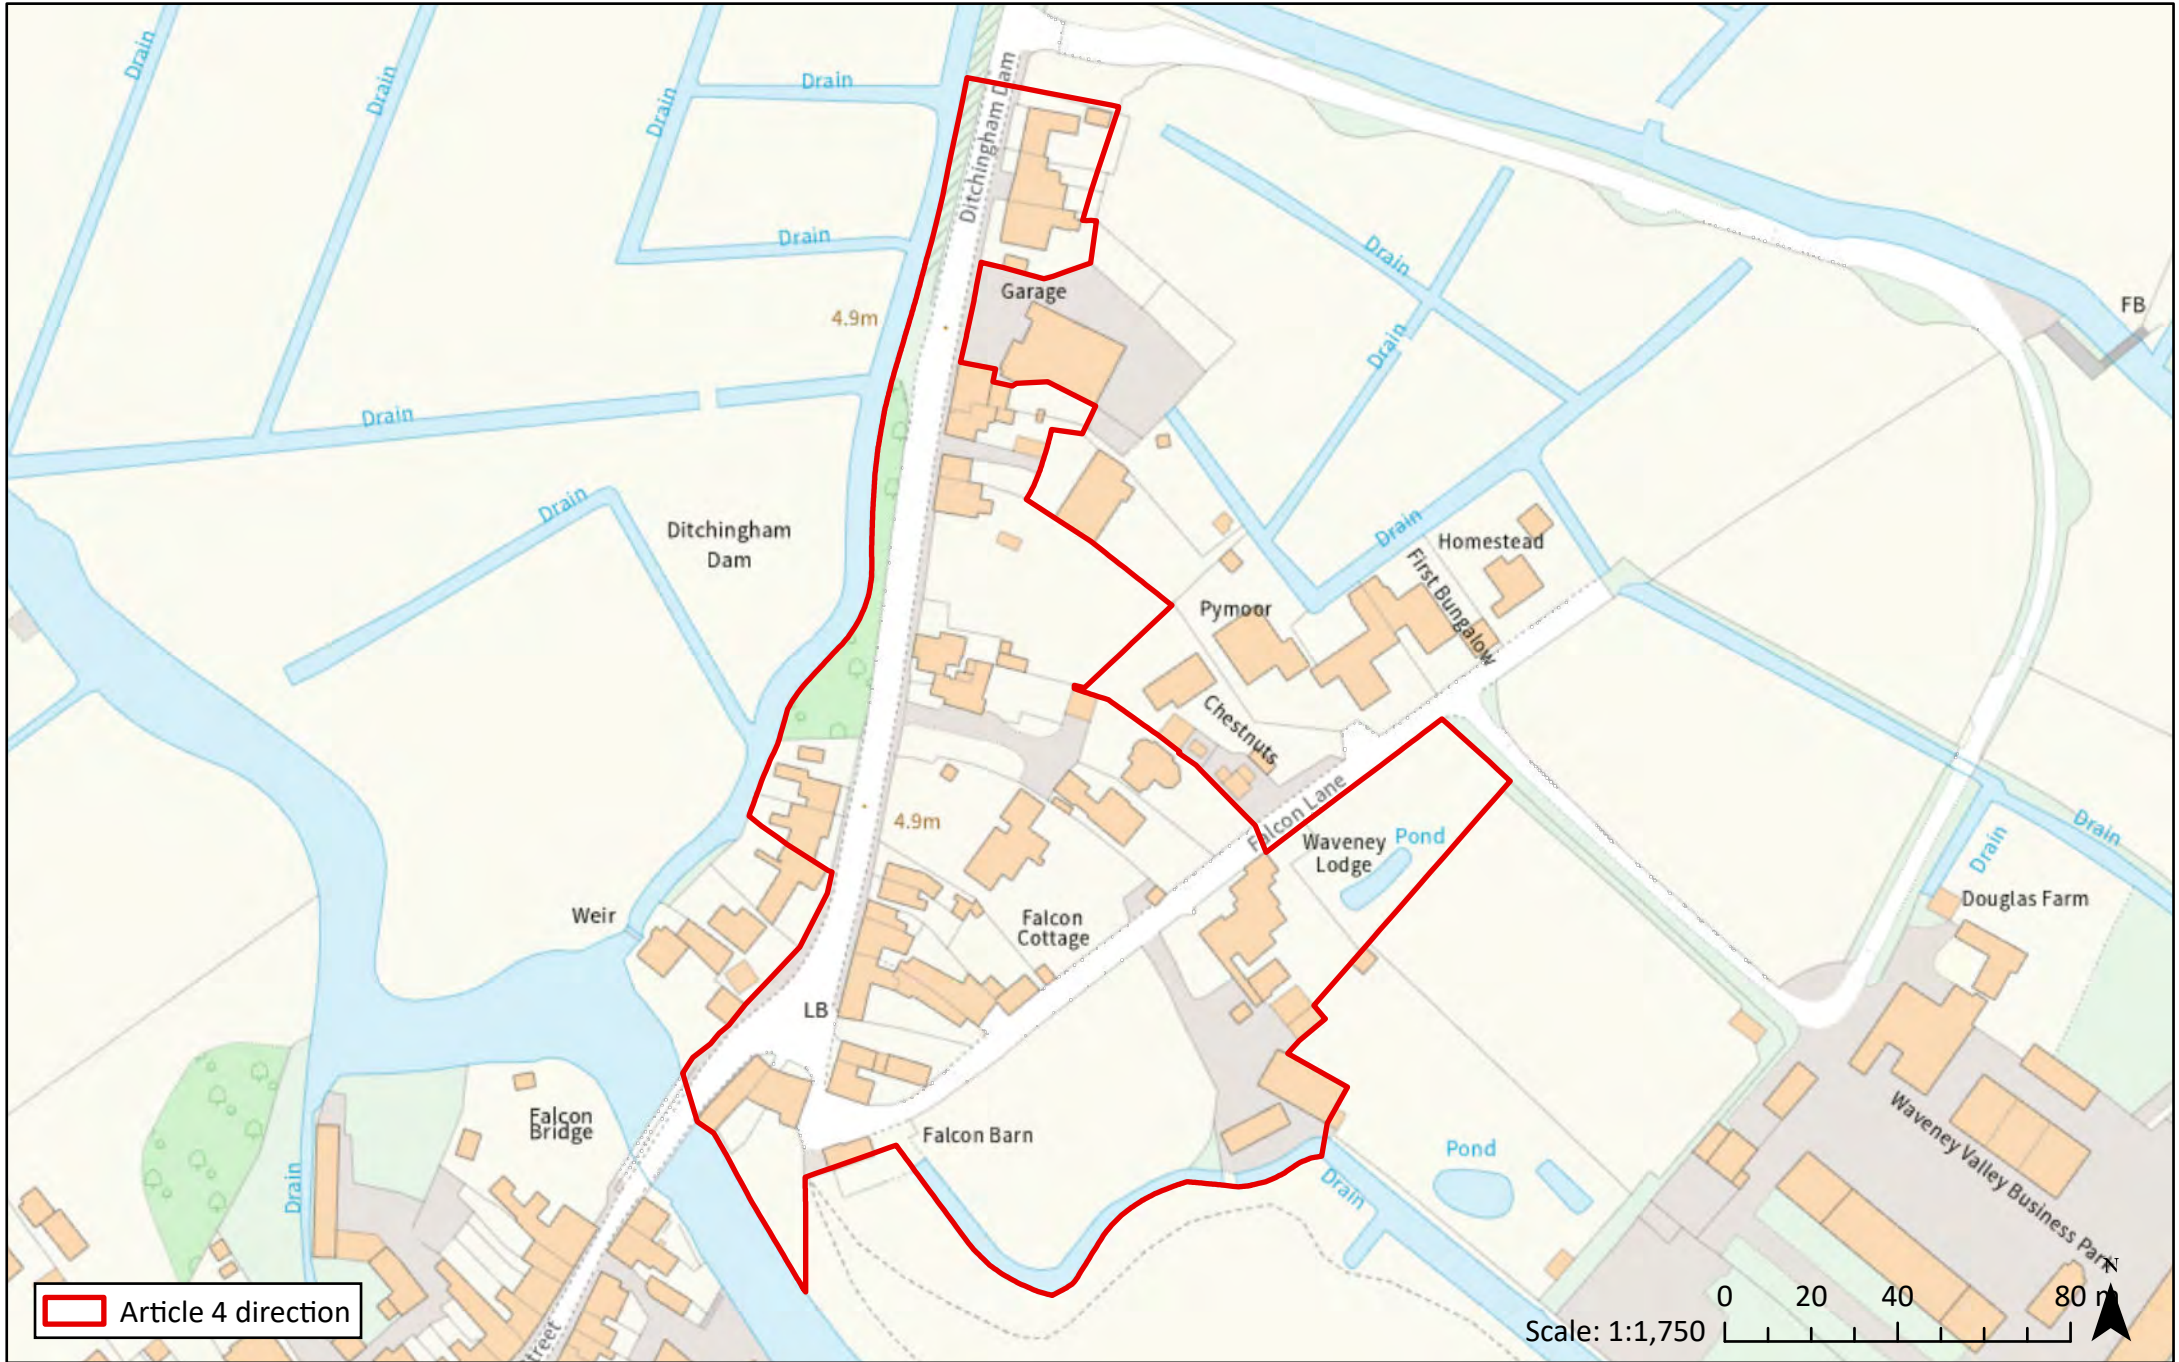 Drain
Drain
Drain
Drain
Ditchingham Dam
Drain
Drain
Garage
FB
4.9m
Drain
Drain
Drain
Ditchingham
Dam
Drain
Homestead
First Bungalow
Pymoor
Chestnuts
Falcon Lane
4.9m
Waveney
Lodge
Pond
Drain
Drain
Douglas Farm
Weir
Falcon
Cottage
LB
Falcon
Bridge
Falcon Barn
Drain
Drain
Pond
Waveney Valley Business Park
treet
Article 4 direction
N
0 20 40 80 m
Scale: 1:1,750